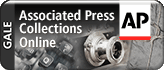 GALE
Associated Press
Collections
Online
AP